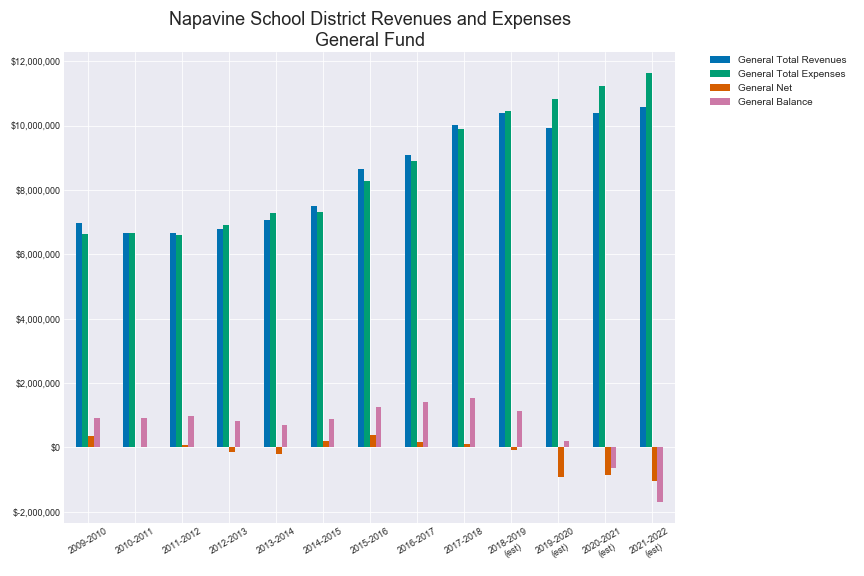 Napavine School District Revenues and Expenses
General Fund
$12,000,000
$10,000,000
$8,000,000
$6,000,000
$4,000,000
$2,000,000
$0
$-2,000,000
2009-2010
2010-2011
2011-2012
2012-2013
2013-2014
2014-2015
2015-2016
2016-2017
2017-2018
2018-2019
(est)
2019-2020
(est)
2020-2021
(est)
2021-2022
(est)
General Total Revenues
General Total Expenses
General Net
General Balance